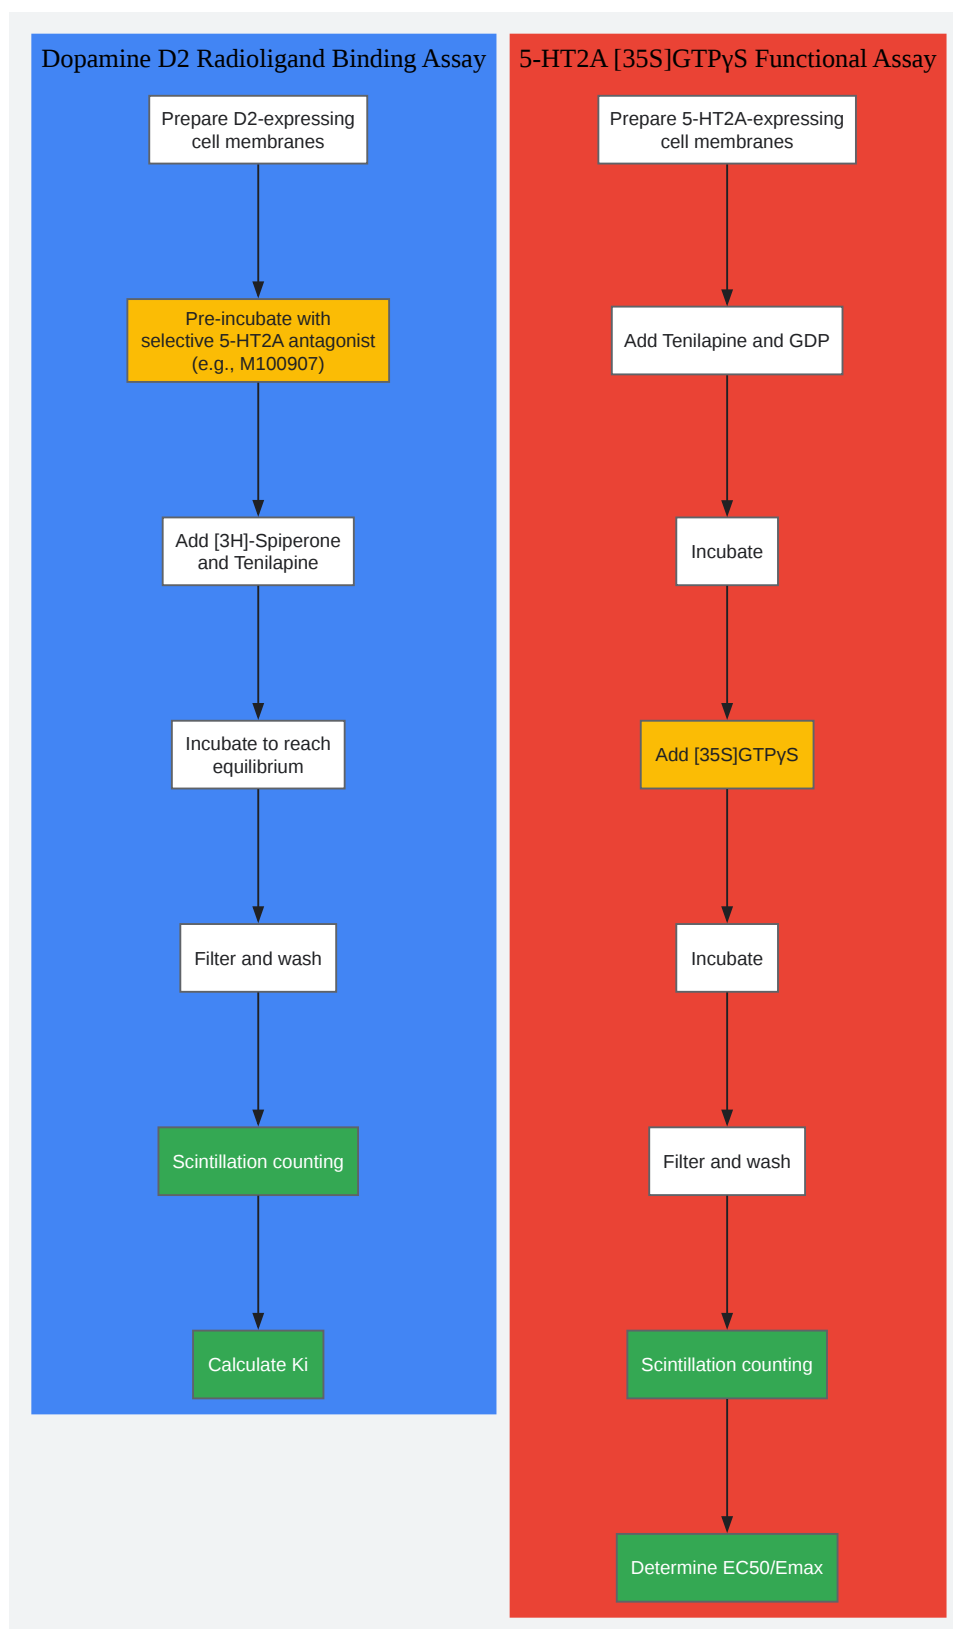 Dopamine D2 Radioligand Binding Assay
Prepare D2-expressing
cell membranes
Pre-incubate with
selective 5-HT2A antagonist
(e.g., M100907)
Add [3H]-Spiperone
and Tenilapine
Incubate to reach
equilibrium
Filter and wash
Scintillation counting
Calculate Ki
5-HT2A [35S]GTPγS Functional Assay
Prepare 5-HT2A-expressing
cell membranes
Add Tenilapine and GDP
Incubate
Add [35S]GTPγS
Incubate
Filter and wash
Scintillation counting
Determine EC50/Emax